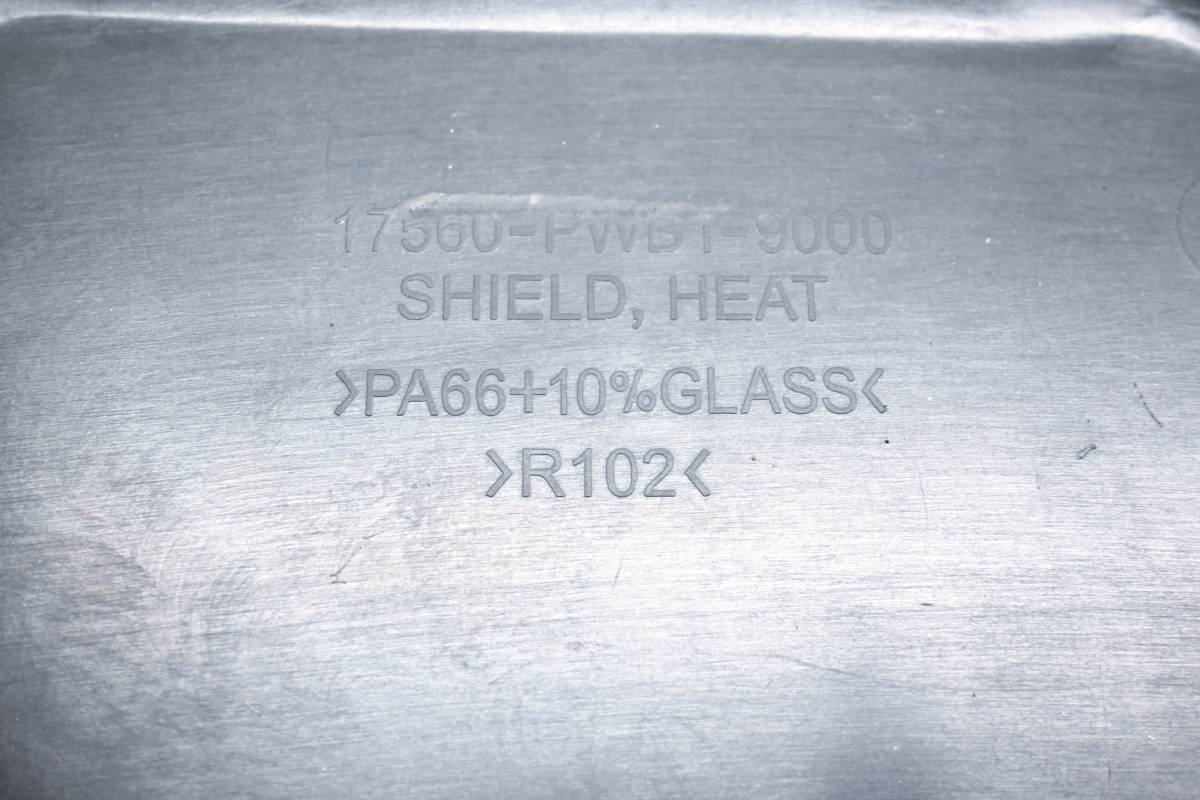 17560-PWB1-9000
SHIELD, HEAT
>PA66+10%GLASS<
>R102<